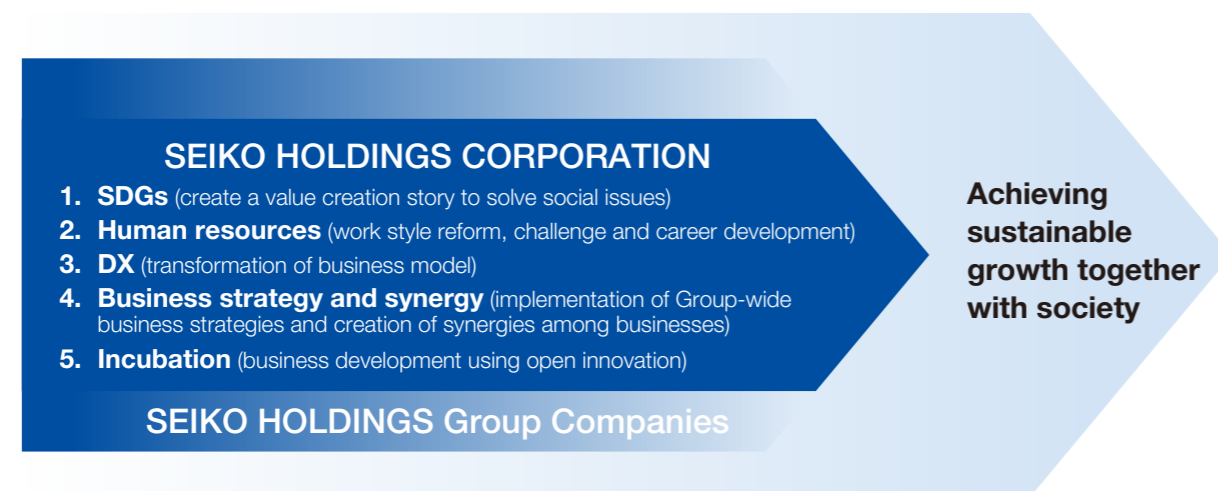 SEIKO HOLDINGS CORPORATION
1. SDGs (create a value creation story to solve social issues)
2. Human resources (work style reform, challenge and career development)
3. DX (transformation of business model)
4. Business strategy and synergy (implementation of Group-wide
business strategies and creation of synergies among businesses)
5. Incubation (business development using open innovation)
SEIKO HOLDINGS Group Companies
Achieving
sustainable
growth together
with society